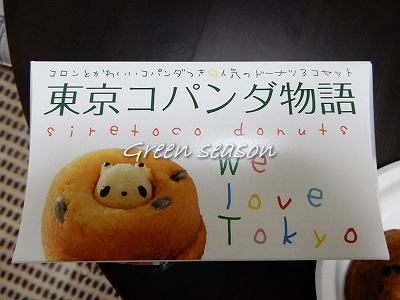 コロンとかわいいコパンダつき☆人気のドーナツ3コセット
東京コパンダ物語
siretoco donuts
Green season
We
love
Tokyo